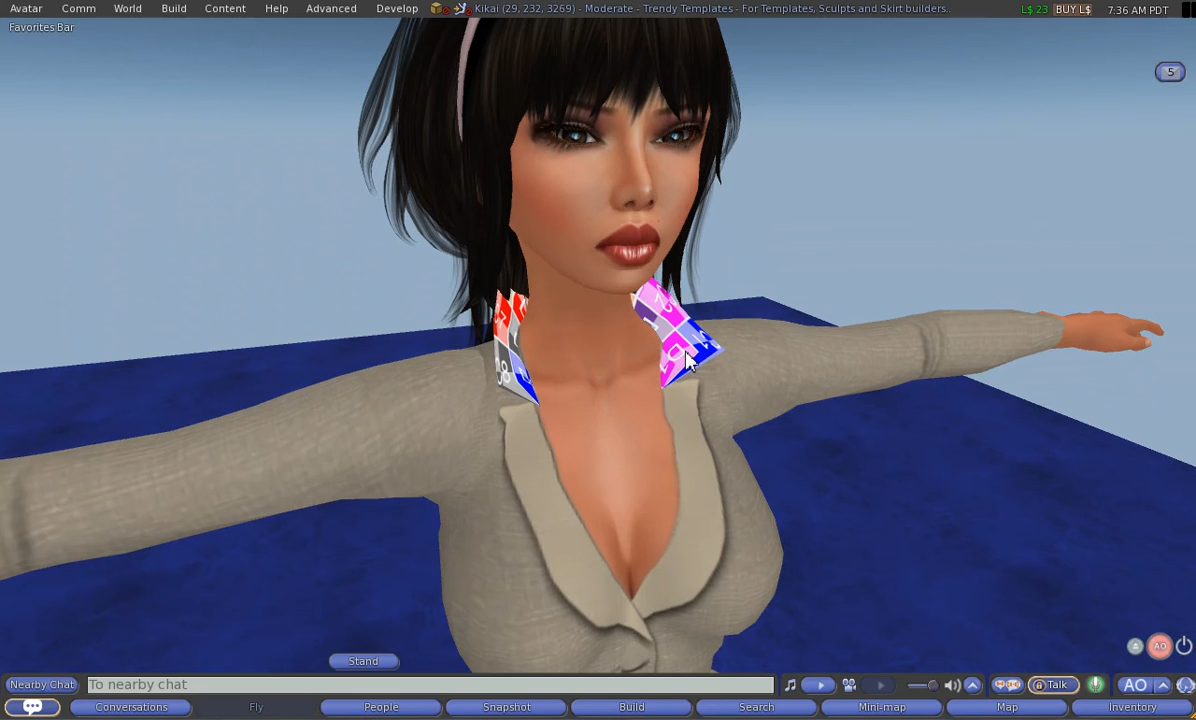 Avatar Comm World Build Content Help Advanced Develop Kikai (29, 232, 3269) - Moderate - Trendy Templates - For Templates, Sculpts and Skirt builders.. L$ 23 BUY L$ 7:36 AM PDT
Favorites Bar
5
Stand
AO
Nearby Chat To nearby chat Talk AO
Conversations Fly People Snapshot Build Search Mini-map Map Inventory